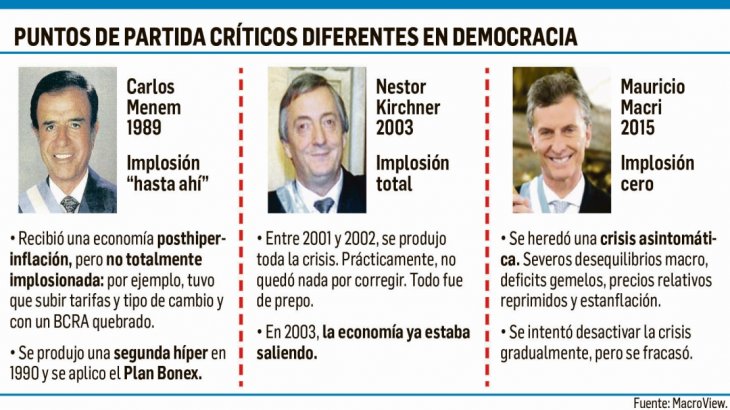 PUNTOS DE PARTIDA CRÍTICOS DIFERENTES EN DEMOCRACIA
Carlos
Menem
1989
Implosión
“hasta ahí”
• Recibió una economía posthiper-
inflación, pero no totalmente
implosionada: por ejemplo, tuvo
que subir tarifas y tipo de cambio y
con un BCRA quebrado.
• Se produjo una segunda híper en
1990 y se aplico el Plan Bonex.
Nestor
Kirchner
2003
Implosión
total
• Entre 2001 y 2002, se produjo
toda la crisis. Prácticamente, no
quedó nada por corregir. Todo fue
de prepo.
• En 2003, la economía ya estaba
saliendo.
Mauricio
Macri
2015
Implosión
cero
• Se heredó una crisis asintomáti-
ca. Severos desequilibrios macro,
deficits gemelos, precios relativos
reprimidos y estanflación.
• Se intentó desactivar la crisis
gradualmente, pero se fracasó.
Fuente: MacroView.